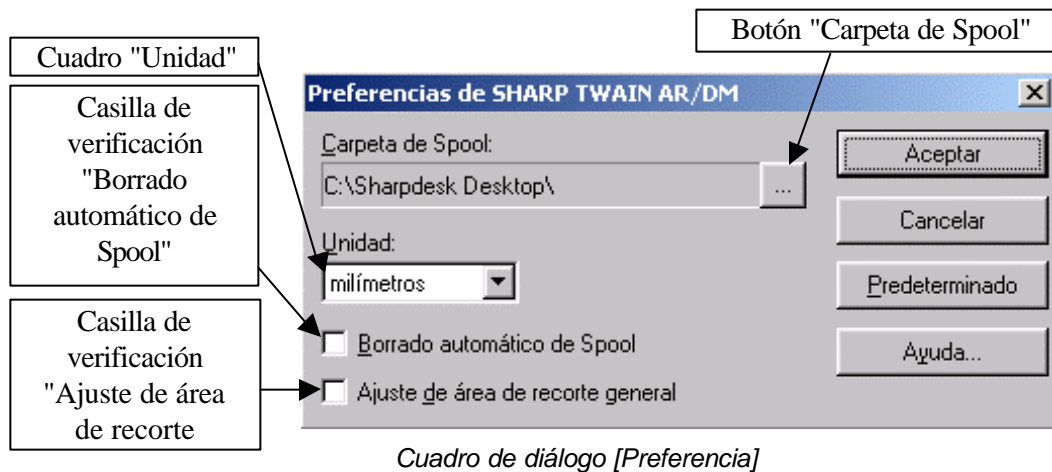 Botón "Carpeta de Spool"
Cuadro "Unidad"
Casilla de
verificación
"Borrado
automático de
Spool"
Casilla de
verificación
"Ajuste de área
de recorte
Preferencias de SHARP TWAIN AR/DM
Carpeta de Spool:
C:\Sharpdesk Desktop\
...
Unidad:
milímetros
Borrado automático de Spool
Ajuste de área de recorte general
Aceptar
Cancelar
Predeterminado
Ayuda...
Cuadro de diálogo [Preferencia]